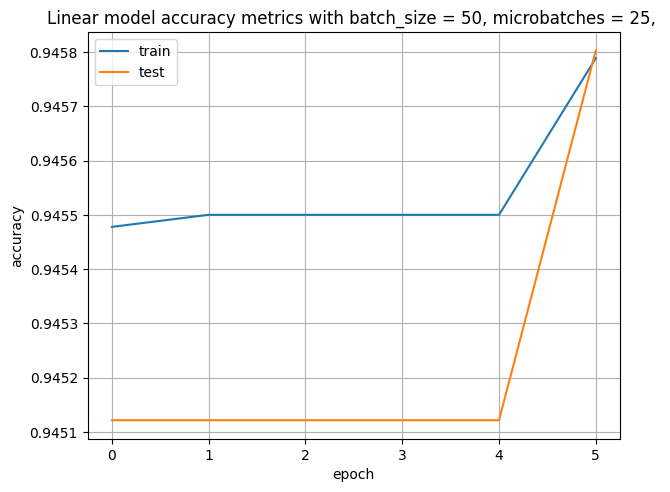 Linear model accuracy metrics with batch_size = 50, microbatches = 25,
train
test
0.9458
0.9457
0.9456
0.9455
0.9454
0.9453
0.9452
0.9451
accuracy
0 1 2 3 4 5
epoch